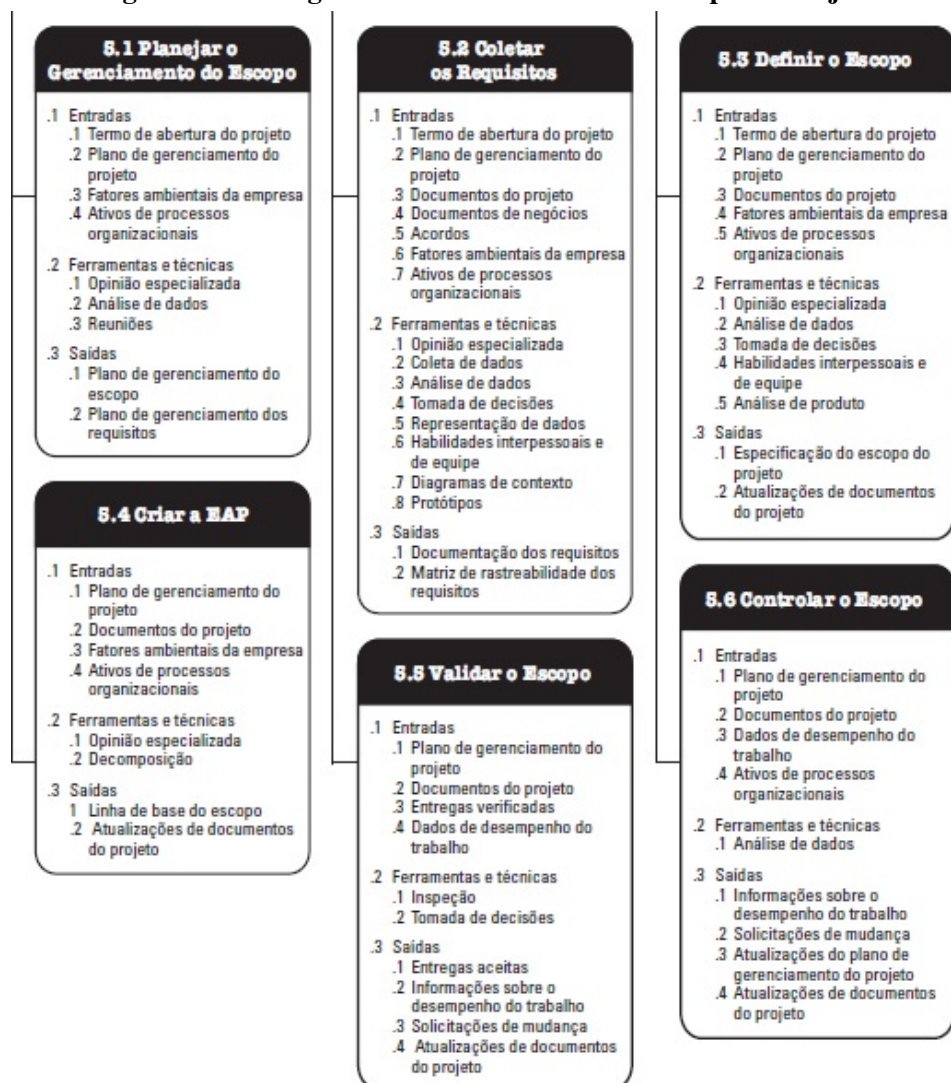 5.1 Planejar o
Gerenciamento do Escopo
.1 Entradas
.1 Termo de abertura do projeto
.2 Plano de gerenciamento do
projeto
.3 Fatores ambientais da empresa
.4 Ativos de processos
organizacionais
.2 Ferramentas e técnicas
.1 Opinião especializada
.2 Análise de dados
.3 Reuniões
.3 Saídas
.1 Plano de gerenciamento do
escopo
.2 Plano de gerenciamento dos
requisitos
5.2 Coletar
os Requisitos
.1 Entradas
.1 Termo de abertura do projeto
.2 Plano de gerenciamento do
projeto
.3 Documentos do projeto
.4 Documentos de negócios
.5 Acordos
.6 Fatores ambientais da empresa
.7 Ativos de processos
organizacionais
.2 Ferramentas e técnicas
.1 Opinião especializada
.2 Coleta de dados
.3 Análise de dados
.4 Tomada de decisões
.5 Representação de dados
.6 Habilidades interpessoais e
de equipe
.7 Diagramas de contexto
.8 Protótipos
.3 Saídas
.1 Documentação dos requisitos
.2 Matriz de rastreabilidade dos
requisitos
5.3 Definir o Escopo
.1 Entradas
.1 Termo de abertura do projeto
.2 Plano de gerenciamento do
projeto
.3 Documentos do projeto
.4 Fatores ambientais da empresa
.5 Ativos de processos
organizacionais
.2 Ferramentas e técnicas
.1 Opinião especializada
.2 Análise de dados
.3 Tomada de decisões
.4 Habilidades interpessoais e
de equipe
.5 Análise de produto
.3 Saídas
.1 Especificação do escopo do
projeto
.2 Atualizações de documentos
do projeto
5.4 Criar a EAP
.1 Entradas
.1 Plano de gerenciamento do
projeto
.2 Documentos do projeto
.3 Fatores ambientais da empresa
.4 Ativos de processos
organizacionais
.2 Ferramentas e técnicas
.1 Opinião especializada
.2 Decomposição
.3 Saídas
1 Linha de base do escopo
.2 Atualizações de documentos
do projeto
5.5 Validar o Escopo
.1 Entradas
.1 Plano de gerenciamento do
projeto
.2 Documentos do projeto
.3 Entregas verificadas
.4 Dados de desempenho do
trabalho
.2 Ferramentas e técnicas
.1 Inspeção
.2 Tomada de decisões
.3 Saídas
.1 Entregas aceitas
.2 Informações sobre o
desempenho do trabalho
.3 Solicitações de mudança
.4 Atualizações de documentos
do projeto
5.6 Controlar o Escopo
.1 Entradas
.1 Plano de gerenciamento do
projeto
.2 Documentos do projeto
.3 Dados de desempenho do
trabalho
.4 Ativos de processos
organizacionais
.2 Ferramentas e técnicas
.1 Análise de dados
.3 Saídas
.1 Informações sobre o
desempenho do trabalho
.2 Solicitações de mudança
.3 Atualizações do plano de
gerenciamento do projeto
.4 Atualizações de documentos
do projeto